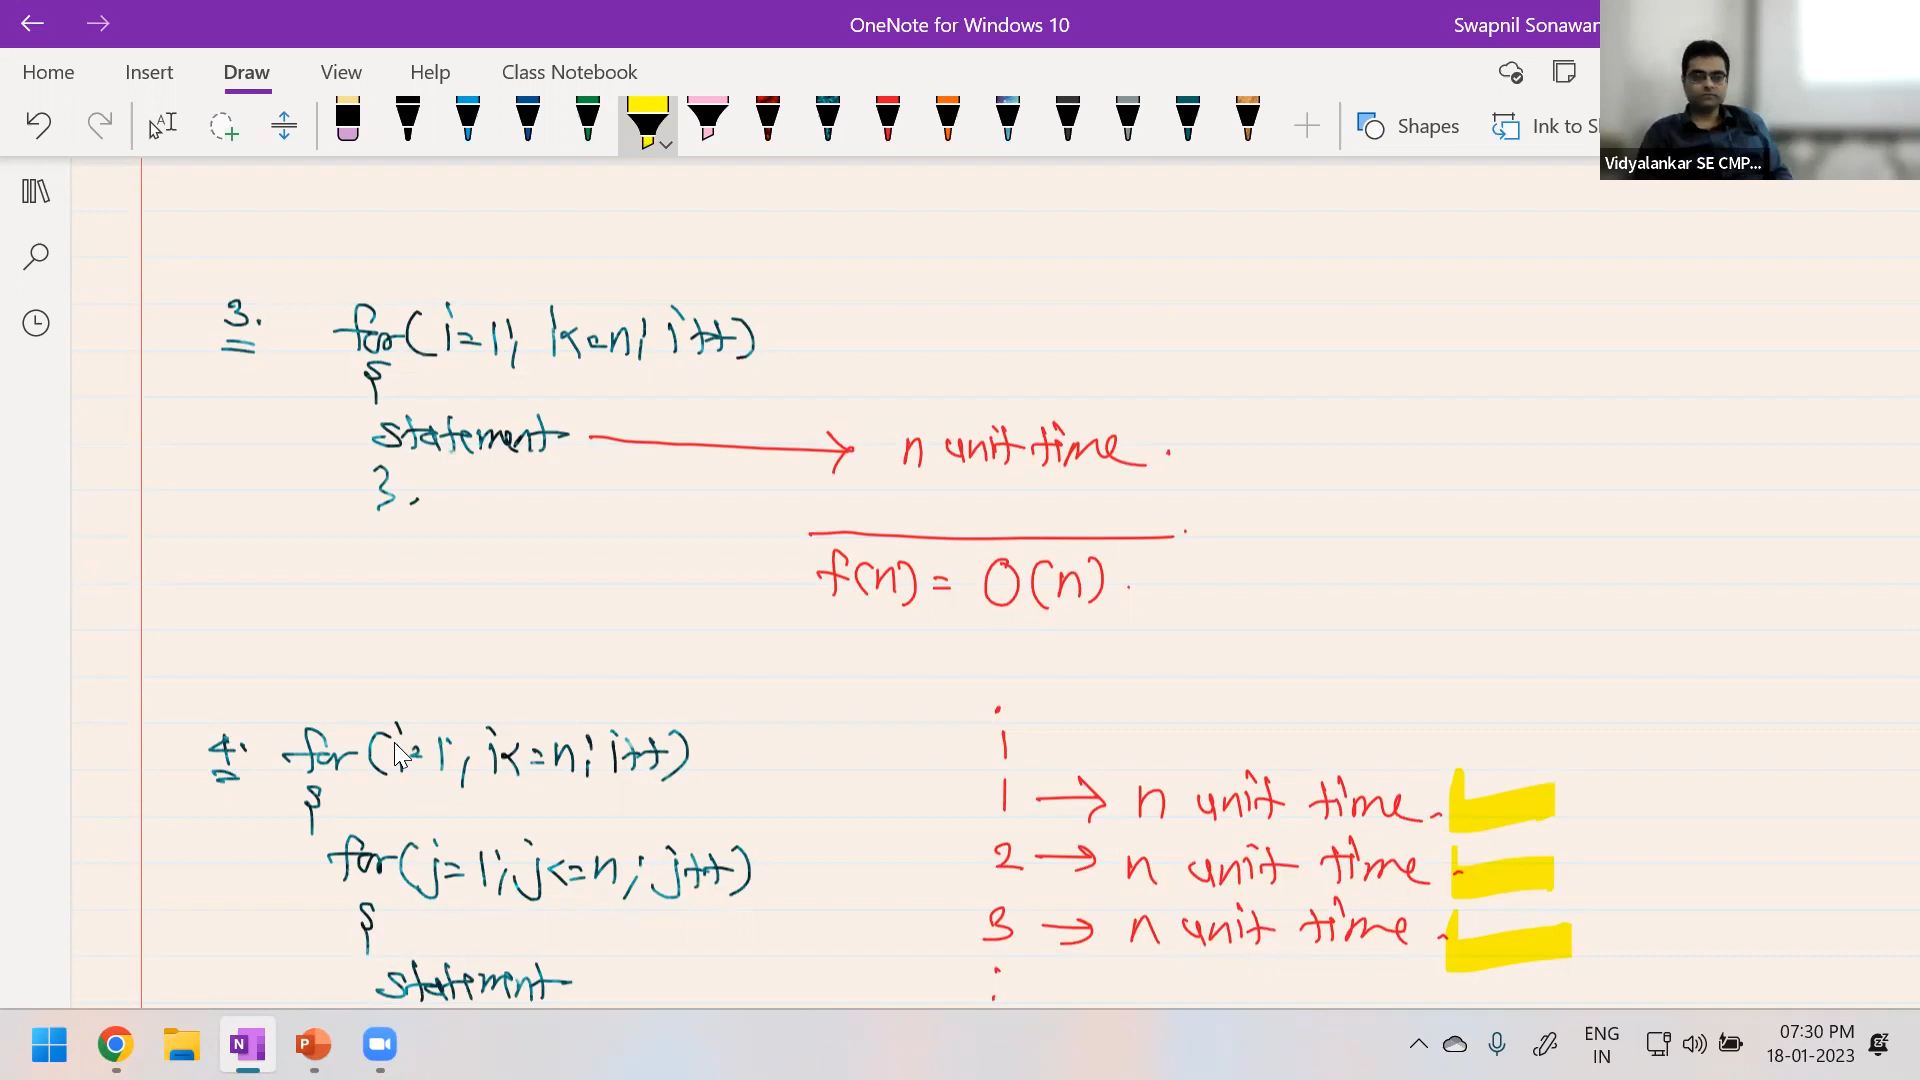 OneNote for Windows 10
Swapnil Sonawan
Home Insert Draw View Help Class Notebook
Shapes
Ink to S
Vidyalankar SE CMP...
3. for(i=1; i<=n; i++)
{
statement → n unit time.
}.
f(n) = O(n).
4. for(i=1; i<=n; i++)
{
for(j=1; j<=n; j++)
{
statement
i
1 → n unit time.
2 → n unit time.
3 → n unit time.
ENG
IN
07:30 PM
18-01-2023